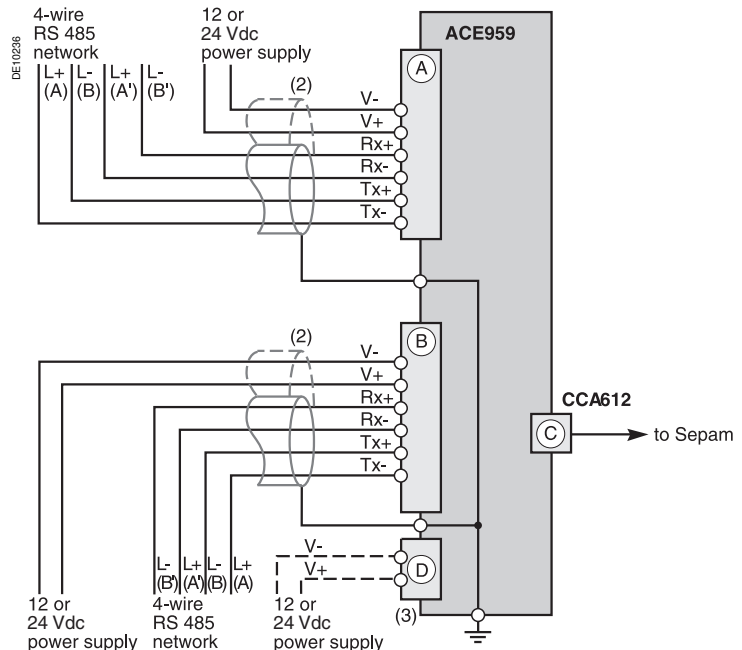 DE10236
4-wire
RS 485
network
12 or
24 Vdc
power supply
ACE959
L+ L- L+ L-
(A) (B) (A') (B')
(2)
A
V-
V+
Rx+
Rx-
Tx+
Tx-
(2)
B
V-
V+
Rx+
Rx-
Tx+
Tx-
CCA612
C
to Sepam
L- L+ L- L+
(B') (A') (B) (A)
V-
V+
D
(3)
12 or
24 Vdc
power supply
4-wire
RS 485
network
12 or
24 Vdc
power supply